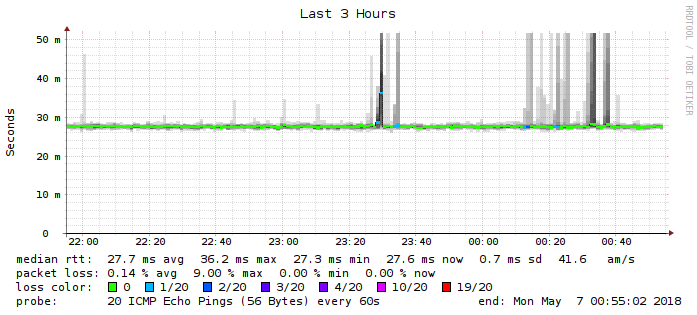 Last 3 Hours
RRDTOOL / TOBI OETIKER
Seconds
50 m
40 m
30 m
20 m
10 m
0
22:00 22:20 22:40 23:00 23:20 23:40 00:00 00:20 00:40
median rtt: 27.7 ms avg 36.2 ms max 27.3 ms min 27.6 ms now 0.7 ms sd 41.6 am/s
packet loss: 0.14 % avg 9.00 % max 0.00 % min 0.00 % now
loss color: 0 1/20 2/20 3/20 4/20 10/20 19/20
probe: 20 ICMP Echo Pings (56 Bytes) every 60s end: Mon May 7 00:55:02 2018